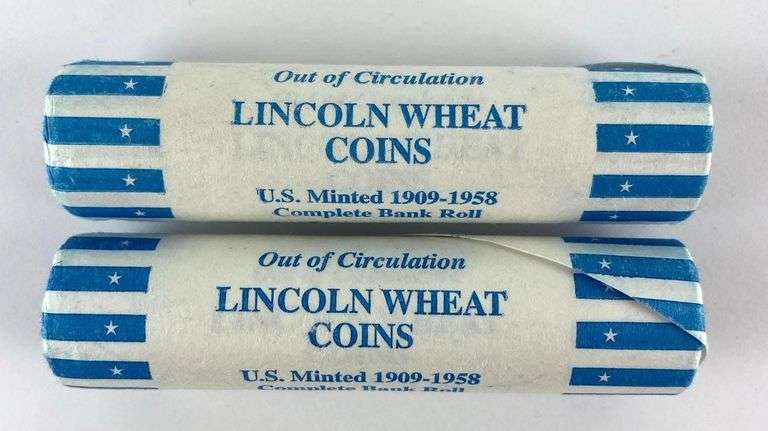 Out of Circulation
LINCOLN WHEAT
COINS
U.S. Minted 1909-1958
Complete Bank Roll
Out of Circulation
LINCOLN WHEAT
COINS
U.S. Minted 1909-1958
Complete Bank Roll